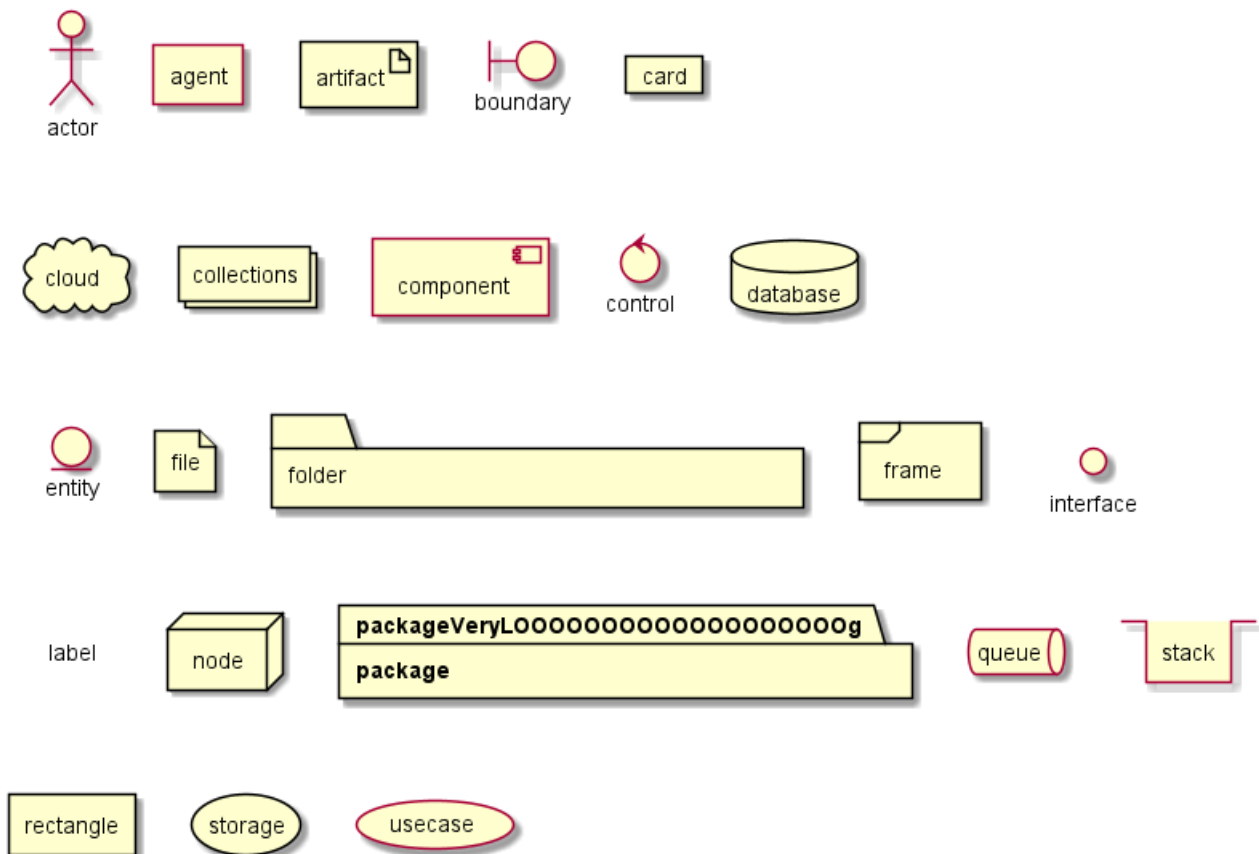 actor
agent
artifact
boundary
card
cloud
collections
component
control
database
entity
file
folder
frame
interface
label
node
packageVeryLOOOOOOOOOOOOOOOOOOOg
package
queue
stack
rectangle
storage
usecase